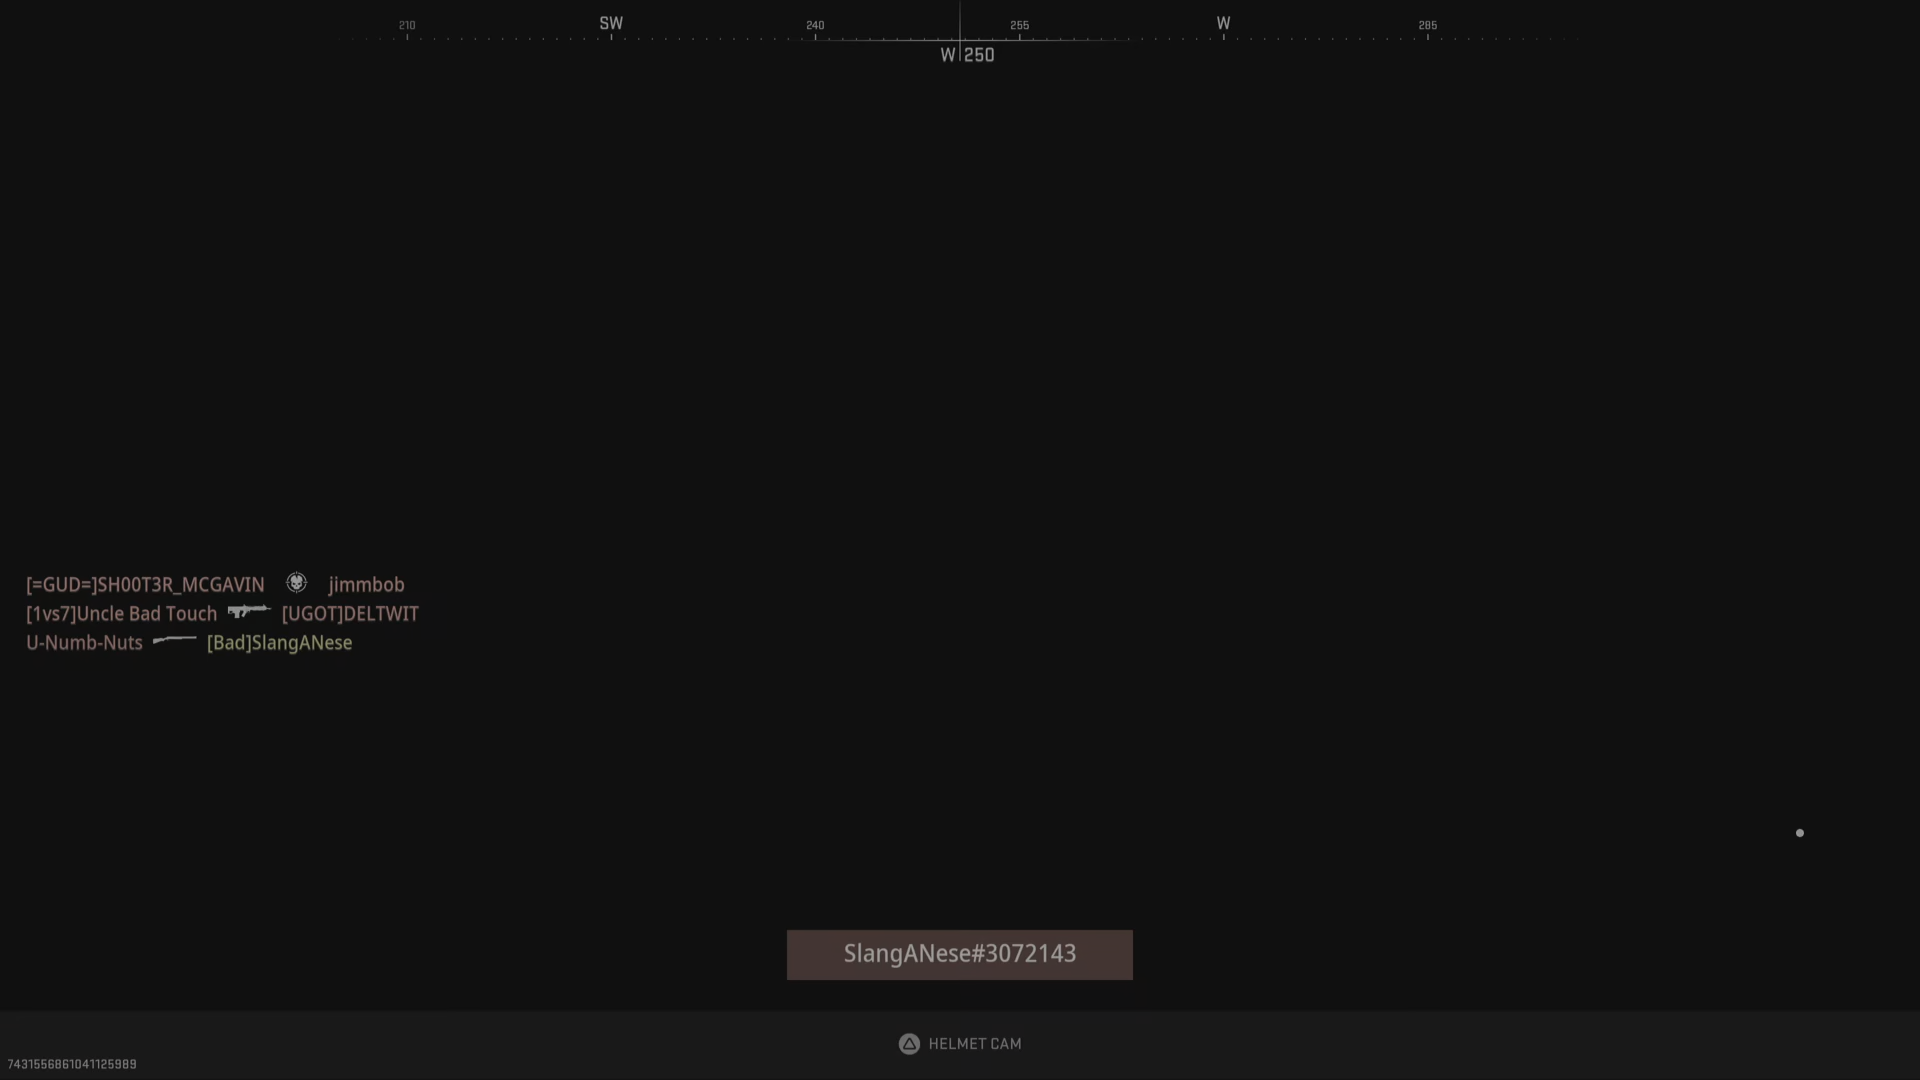 210 SW 240 255 W 285
W 250
[=GUD=]SH00T3R_MCGAVIN jimmbob
[1vs7]Uncle Bad Touch [UGOT]DELTWIT
U-Numb-Nuts [Bad]SlangANese
SlangANese#3072143
HELMET CAM
7431556861041125989